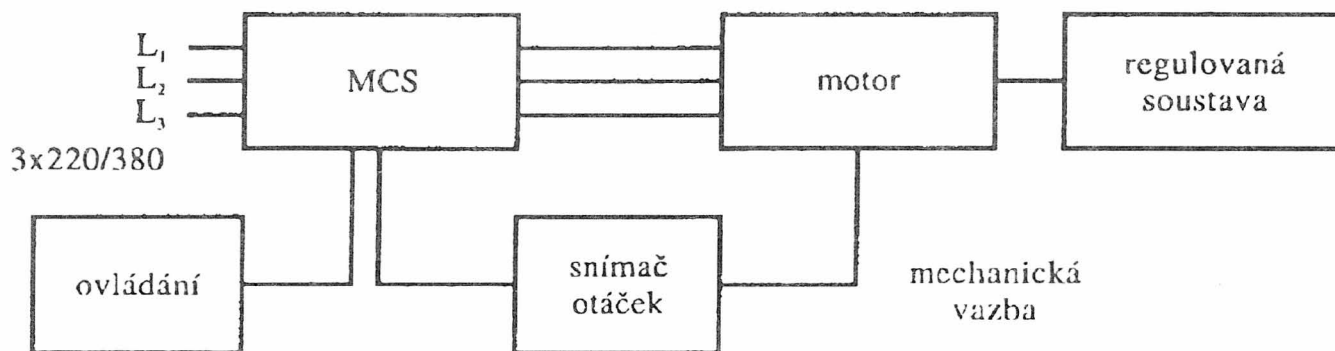 L₁
L₂
L₃
3x220/380
MCS
motor
regulovaná
soustava
ovládání
snímač
otáček
mechanická
vazba